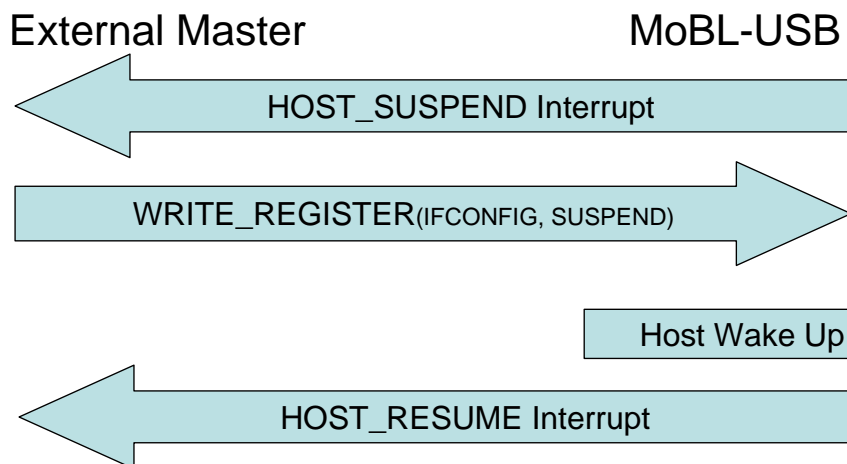 External Master MoBL-USB
HOST_SUSPEND Interrupt
WRITE_REGISTER(IFCONFIG, SUSPEND)
Host Wake Up
HOST_RESUME Interrupt